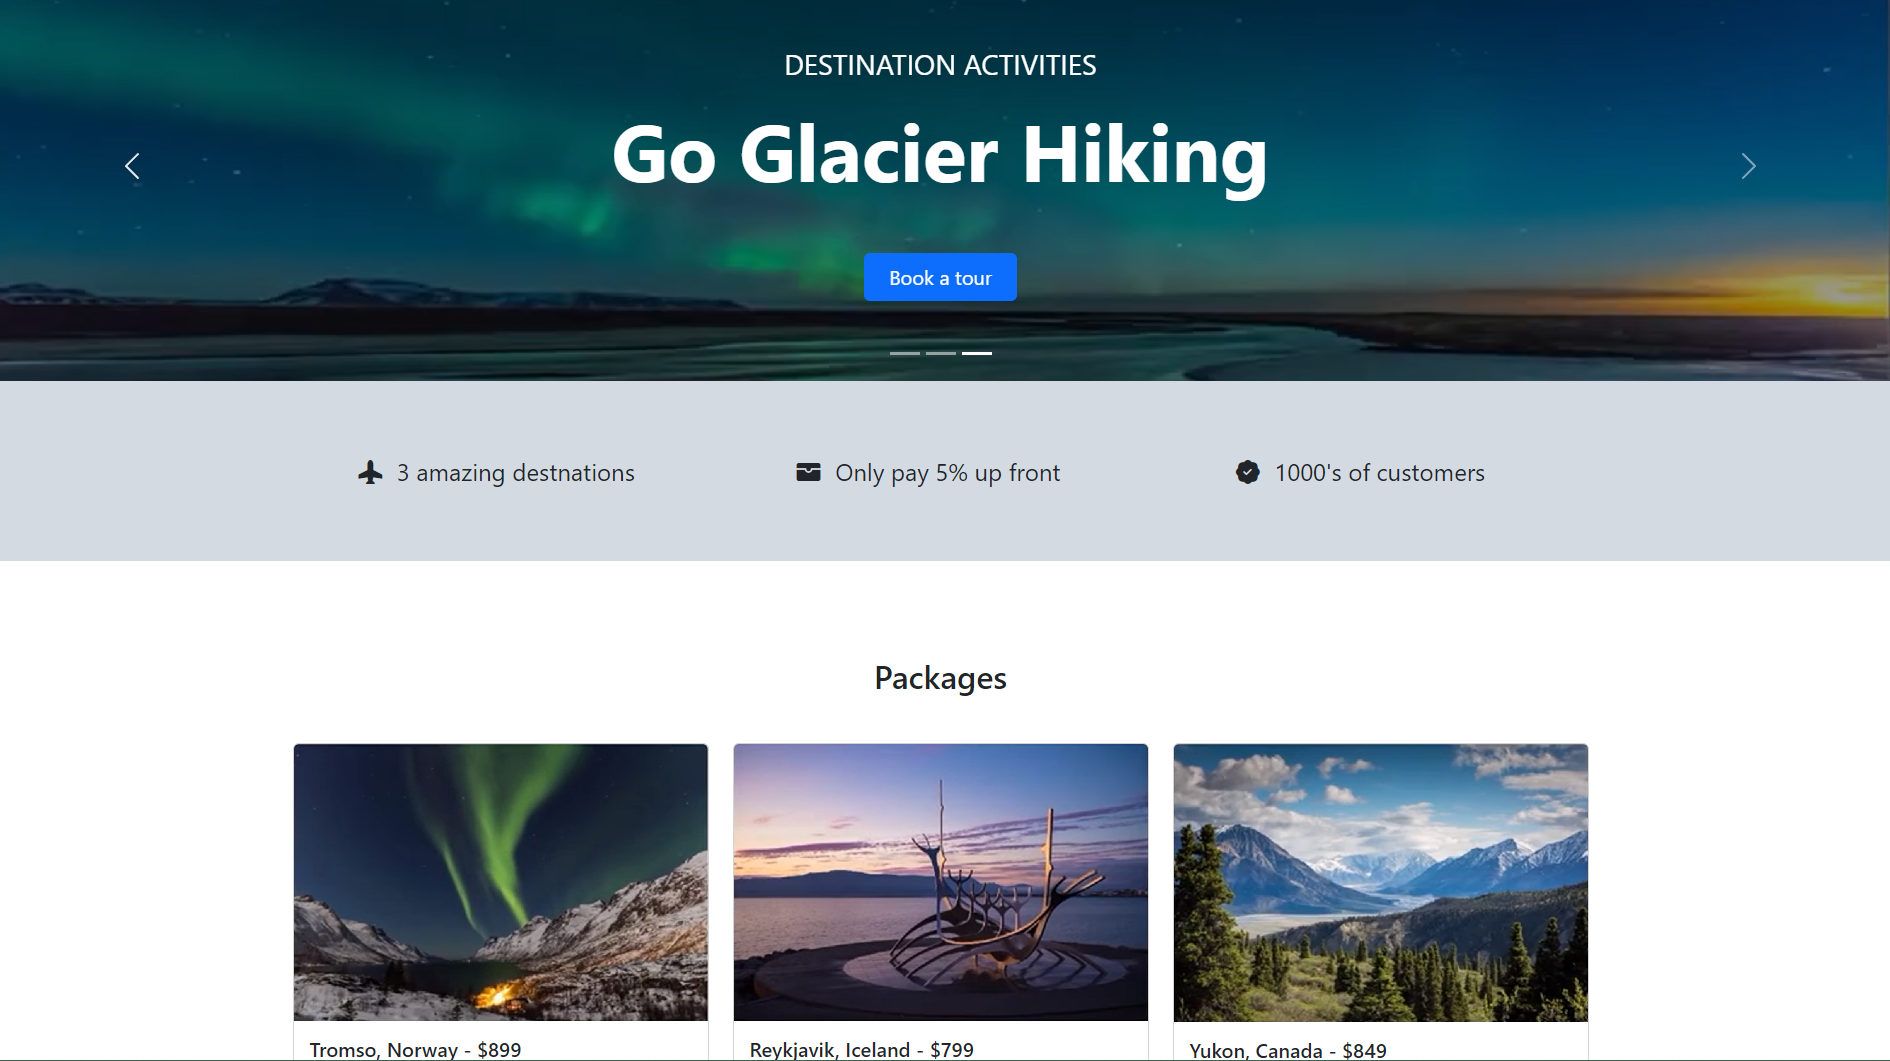 DESTINATION ACTIVITIES
Go Glacier Hiking
Book a tour
3 amazing destnations
Only pay 5% up front
1000's of customers
Packages
Tromso, Norway - $899
Reykjavik, Iceland - $799
Yukon, Canada - $849